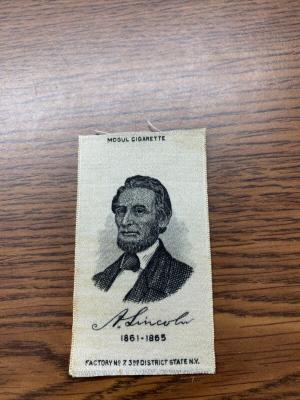 MOGUL CIGARETTE
A. Lincoln
1861-1865
FACTORY Nº 7 3RD DISTRICT STATE N.Y.